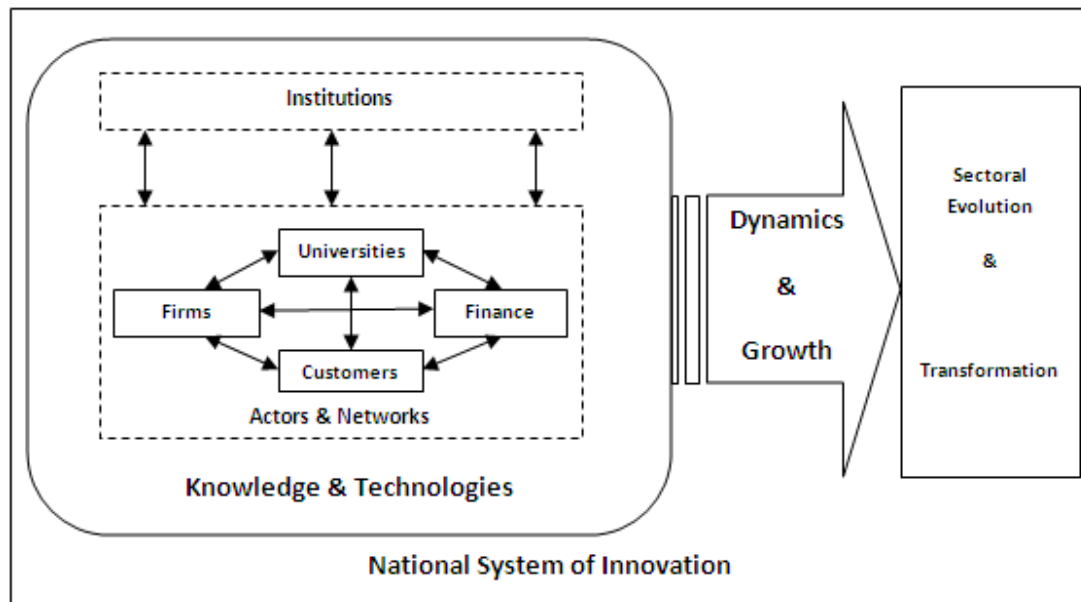 Institutions
Universities
Firms
Finance
Customers
Actors & Networks
Knowledge & Technologies
National System of Innovation
Dynamics
&
Growth
Sectoral
Evolution
&
Transformation